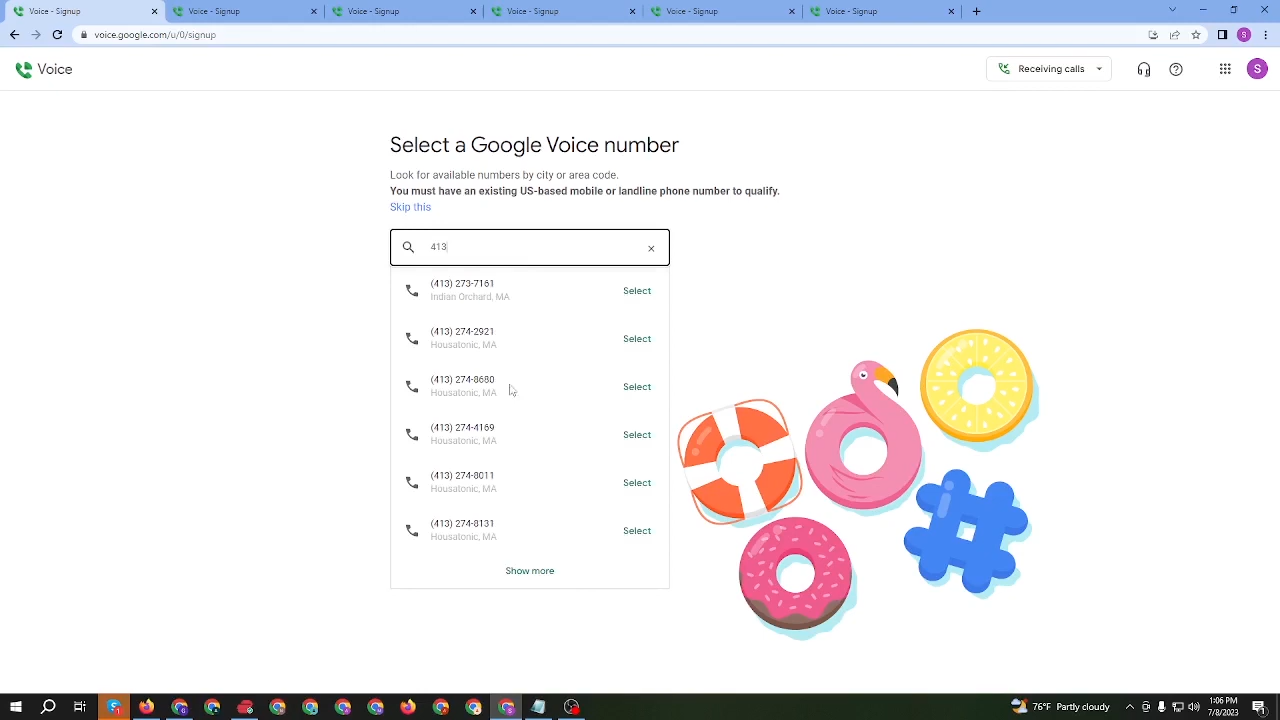 Voice - Signup
Voice - Signup
Voice - Signup
Voice - Signup
Voice - Signup
Voice - Signup
voice.google.com/u/0/signup
S
Voice
Receiving calls
S
Select a Google Voice number
Look for available numbers by city or area code.
You must have an existing US-based mobile or landline phone number to qualify.
Skip this
413
(413) 273-7161
Indian Orchard, MA
Select
(413) 274-2921
Housatonic, MA
Select
(413) 274-8680
Housatonic, MA
Select
(413) 274-4169
Housatonic, MA
Select
(413) 274-8011
Housatonic, MA
Select
(413) 274-8131
Housatonic, MA
Select
Show more
76°F Partly cloudy
1:06 PM
7/8/2023